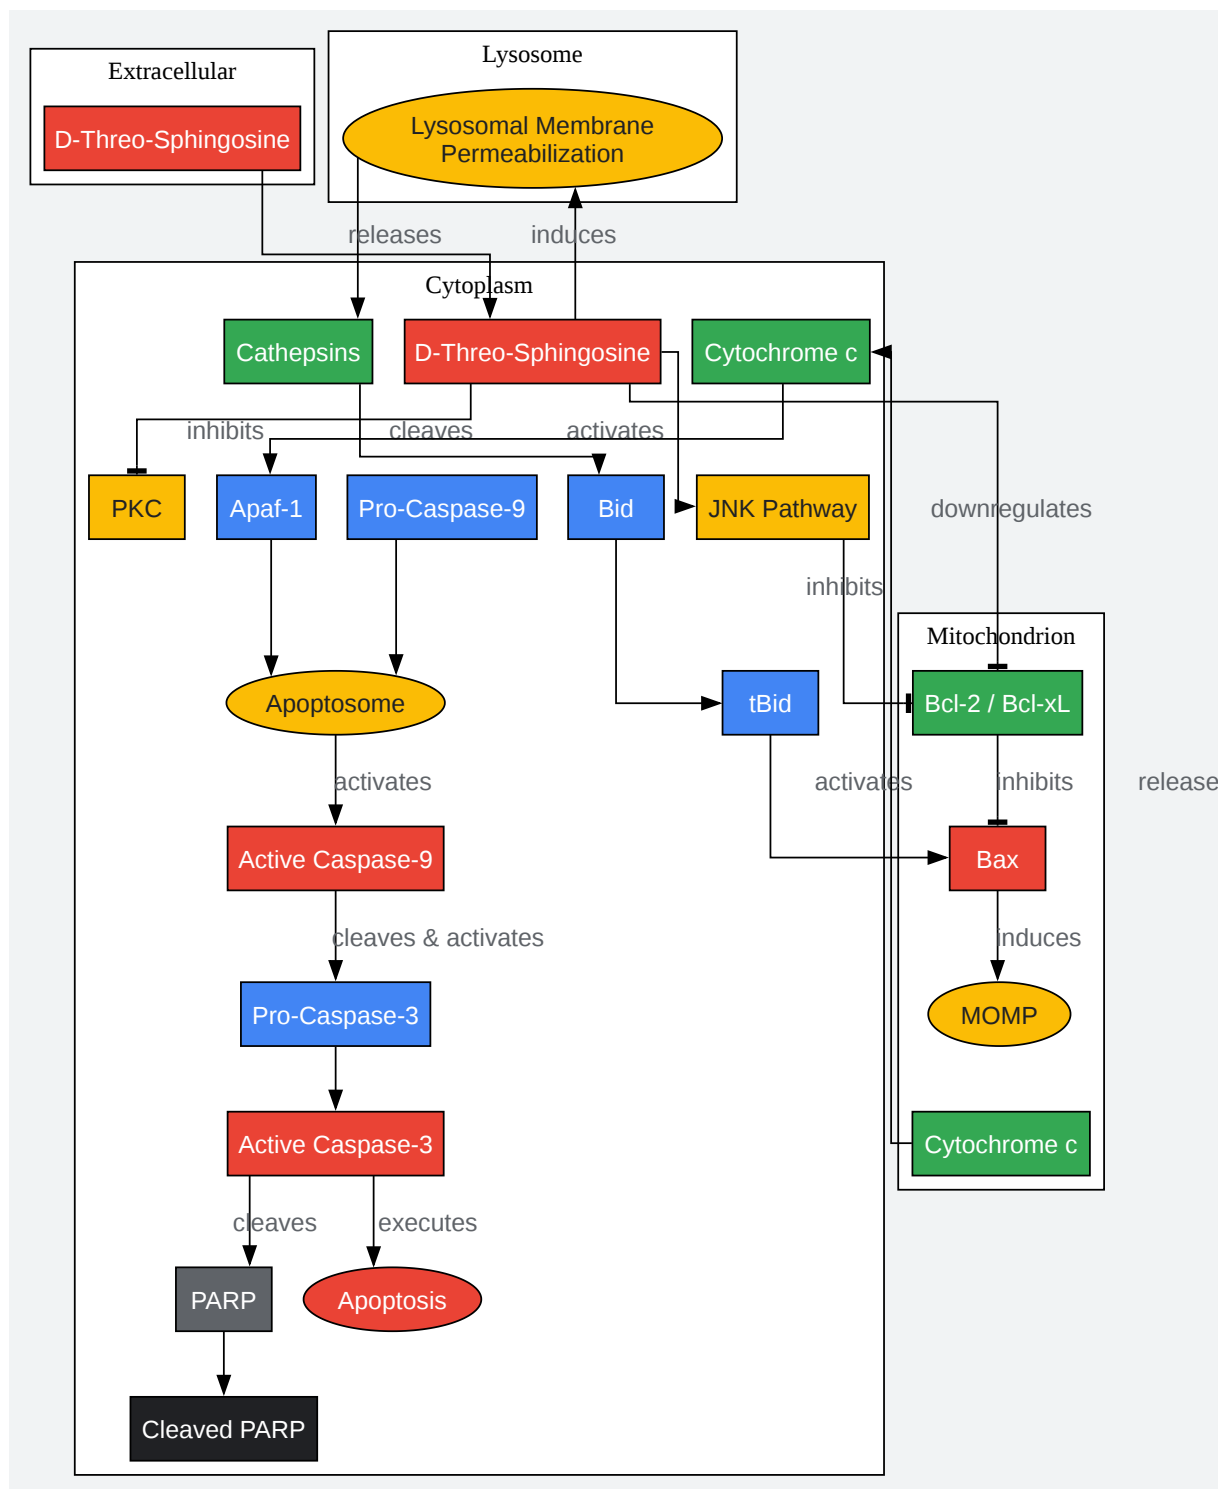 Extracellular
Lysosome
D-Threo-Sphingosine
Lysosomal Membrane
Permeabilization
releases
induces
Cytoplasm
Cathepsins
D-Threo-Sphingosine
Cytochrome c
inhibits
cleaves
activates
PKC
Apaf-1
Pro-Caspase-9
Bid
JNK Pathway
downregulates
inhibits
Mitochondrion
Apoptosome
tBid
Bcl-2 / Bcl-xL
activates
activates
inhibits
release
Active Caspase-9
Bax
cleaves & activates
induces
Pro-Caspase-3
MOMP
Active Caspase-3
Cytochrome c
cleaves
executes
PARP
Apoptosis
Cleaved PARP